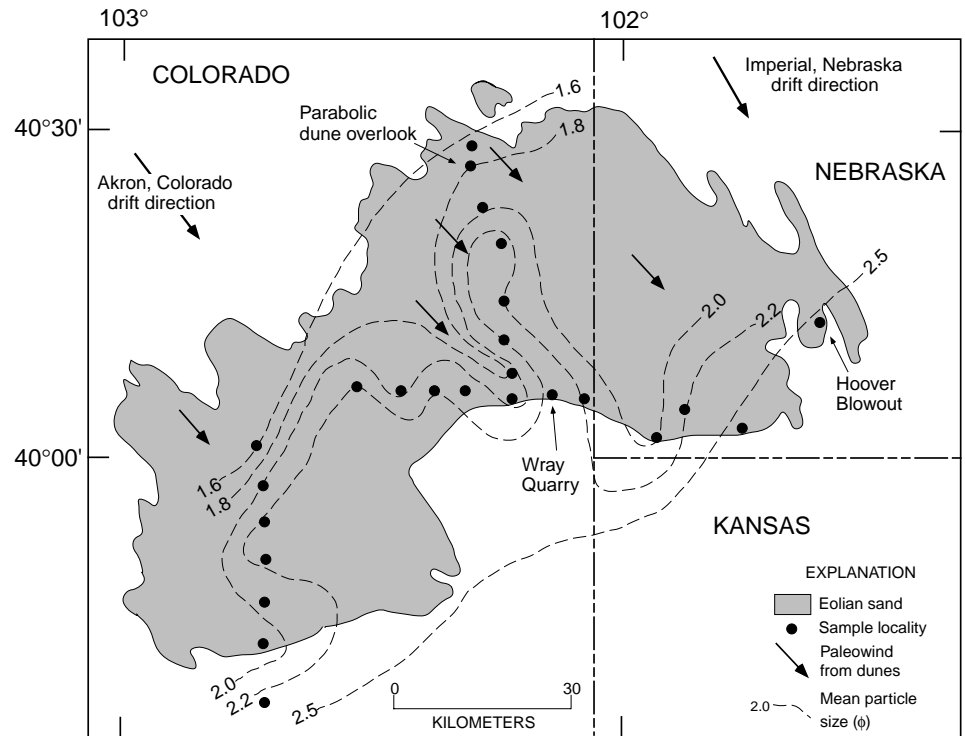 103°
102°
COLORADO
Imperial, Nebraska
drift direction
1.6
Parabolic
dune overlook
1.8
40°30'
NEBRASKA
Akron, Colorado
drift direction
2.5
2.0
2.2
Hoover
Blowout
40°00'
Wray
Quarry
1.6
1.8
KANSAS
EXPLANATION
Eolian sand
Sample locality
Paleowind
from dunes
2.0
2.2
2.5
0 30
KILOMETERS
2.0 Mean particle
size (ϕ)